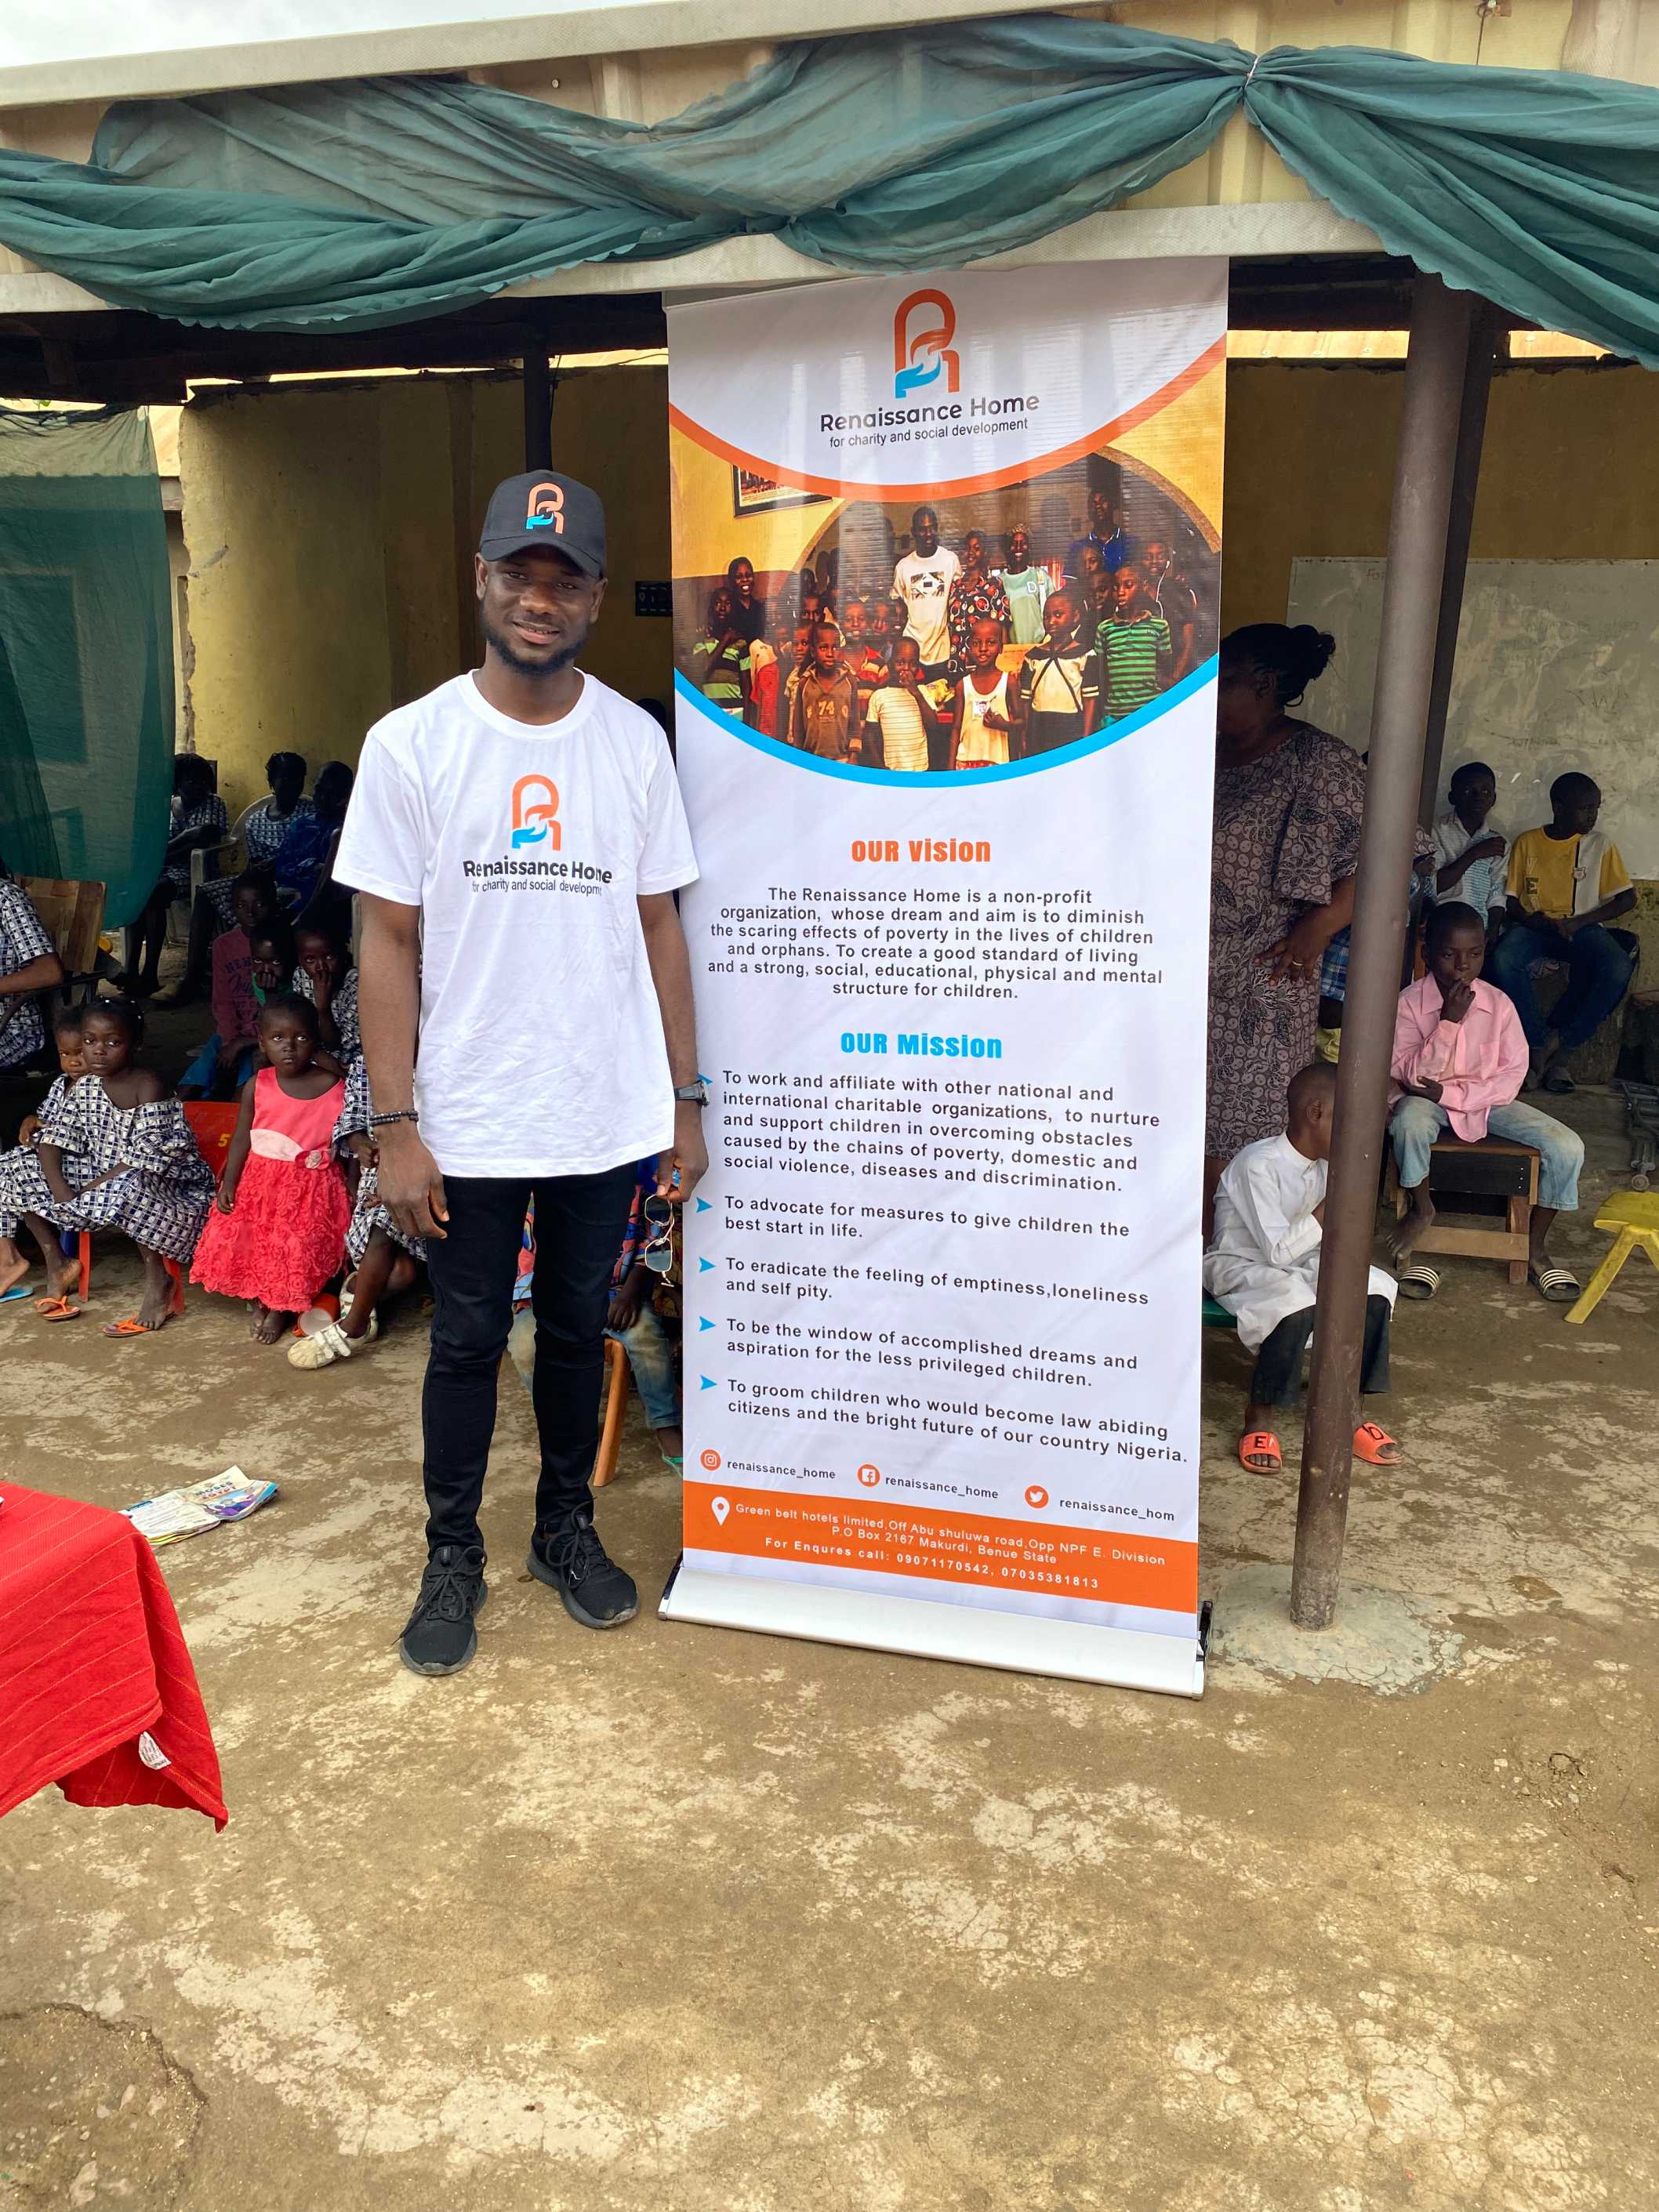 Renaissance Home
for charity and social development
OUR Vision
The Renaissance Home is a non-profit
organization, whose dream and aim is to diminish
the scaring effects of poverty in the lives of children
and orphans. To create a good standard of living
and a strong, social, educational, physical and mental
structure for children.
OUR Mission
To work and affiliate with other national and
international charitable organizations, to nurture
and support children in overcoming obstacles
caused by the chains of poverty, domestic and
social violence, diseases and discrimination.
To advocate for measures to give children the
best start in life.
To eradicate the feeling of emptiness,loneliness
and self pity.
To be the window of accomplished dreams and
aspiration for the less privileged children.
To groom children who would become law abiding
citizens and the bright future of our country Nigeria.
renaissance_home renaissance_home renaissance_hom
Green belt hotels limited,Off Abu shuluwa road,Opp NPF E. Division
P.O Box 2167 Makurdi, Benue State
For Enqures call: 09071170542, 07035381813
Renaissance Home
for charity and social developm
74
D
E
E
D
5